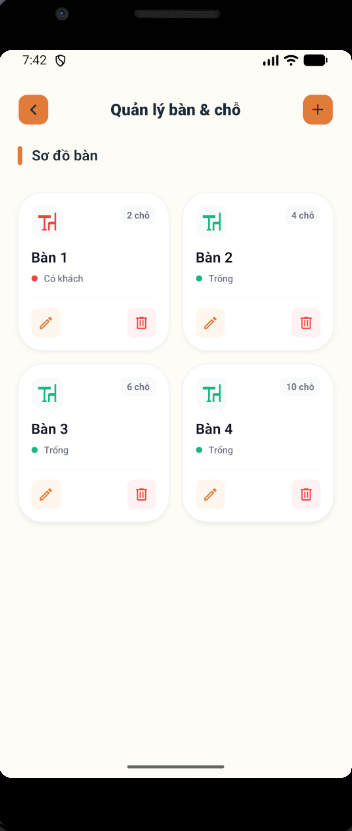 7:42
Quản lý bàn & chỗ
Sơ đồ bàn
2 chỗ
Bàn 1
Có khách
4 chỗ
Bàn 2
Trống
6 chỗ
Bàn 3
Trống
10 chỗ
Bàn 4
Trống